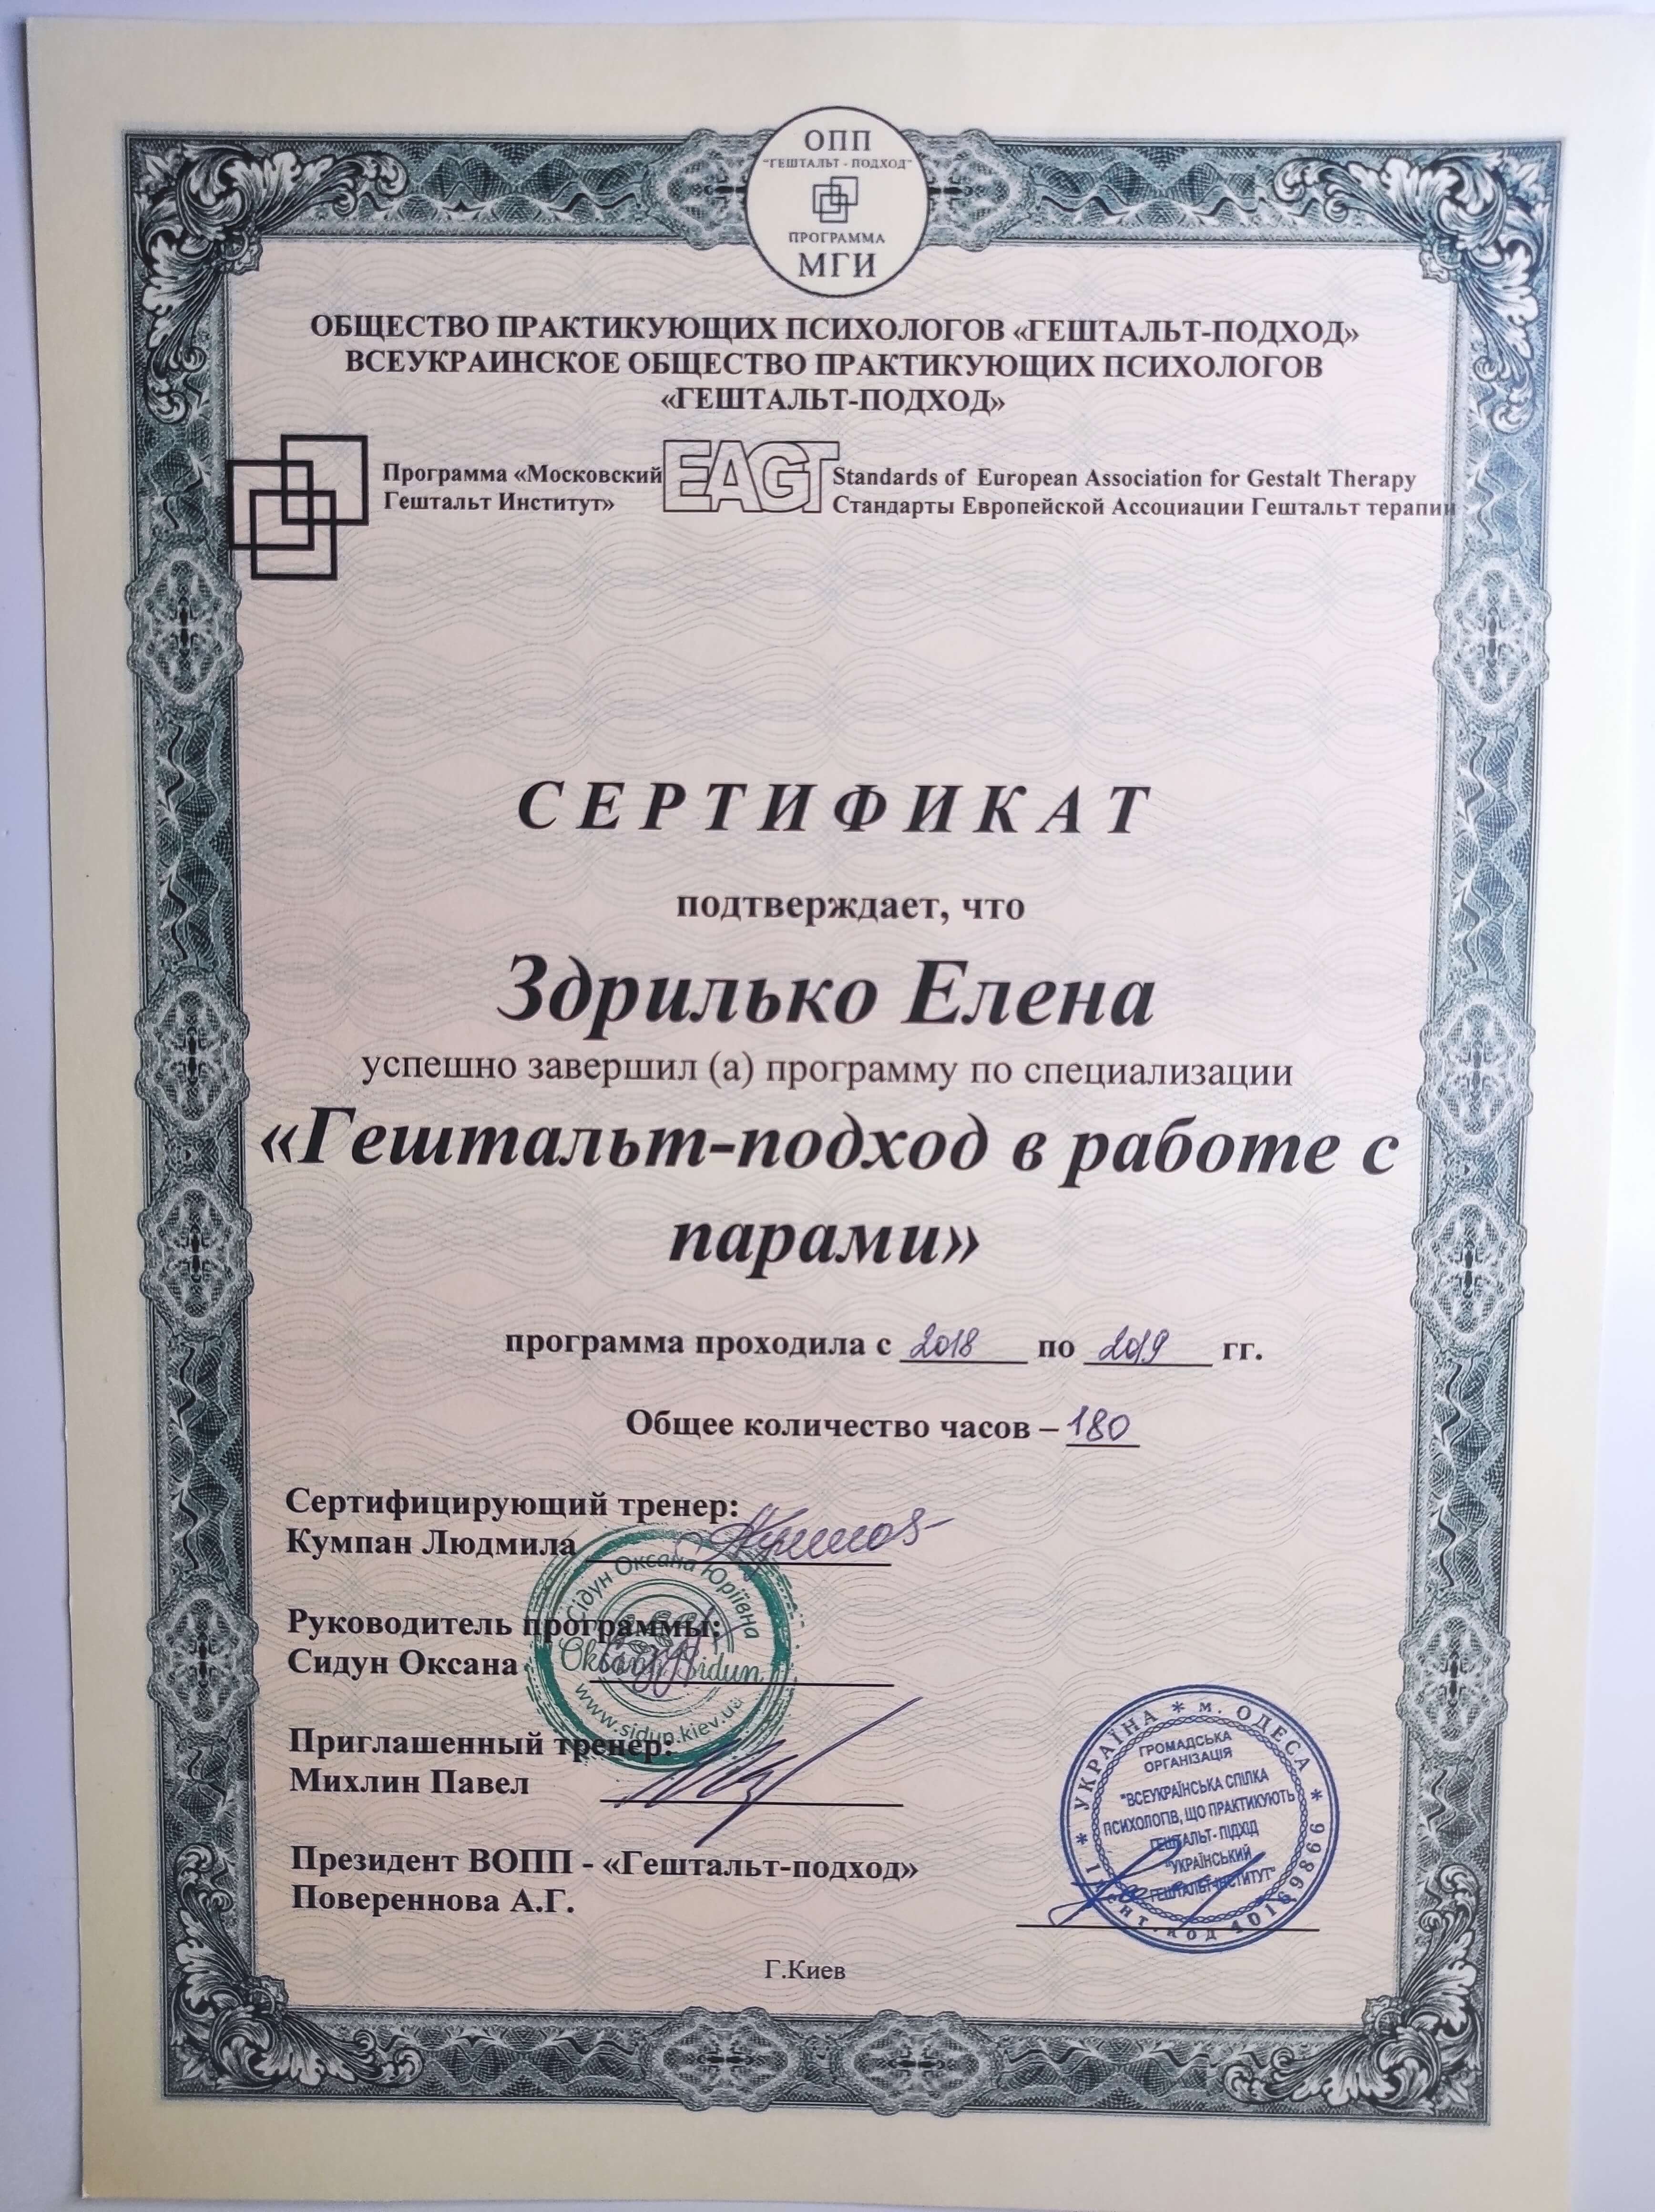 ОПП
"ГЕШТАЛЬТ - ПОДХОД"
ПРОГРАММА
МГИ
ОБЩЕСТВО ПРАКТИКУЮЩИХ ПСИХОЛОГОВ «ГЕШТАЛЬТ-ПОДХОД»
ВСЕУКРАИНСКОЕ ОБЩЕСТВО ПРАКТИКУЮЩИХ ПСИХОЛОГОВ
«ГЕШТАЛЬТ-ПОДХОД»
Программа «Московский
Гештальт Институт»
EAGT
Standards of European Association for Gestalt Therapy
Стандарты Европейской Ассоциации Гештальт терапии
СЕРТИФИКАТ
подтверждает, что
Здрилько Елена
успешно завершил (а) программу по специализации
«Гештальт-подход в работе с
парами»
программа проходила с 2018 по 2019 гг.
Общее количество часов – 180
Сертифицирующий тренер:
Кумпан Людмила
Руководитель программы:
Сидун Оксана
Сідун Оксана Юріївна
Oksana Sidun
www.sidun.kiev.ua
Приглашенный тренер:
Михлин Павел
Президент ВОПП - «Гештальт-подход»
Повереннова А.Г.
УКРАЇНА * м. ОДЕСА *
ГРОМАДСЬКА
ОРГАНІЗАЦІЯ
"ВСЕУКРАЇНСЬКА СПІЛКА
ПСИХОЛОГІВ, ЩО ПРАКТИКУЮТЬ
ГЕШТАЛЬТ- ПІДХІД
"УКРАЇНСЬКИЙ
ГЕШТАЛЬТ-ІНСТИТУТ"
Г.Киев